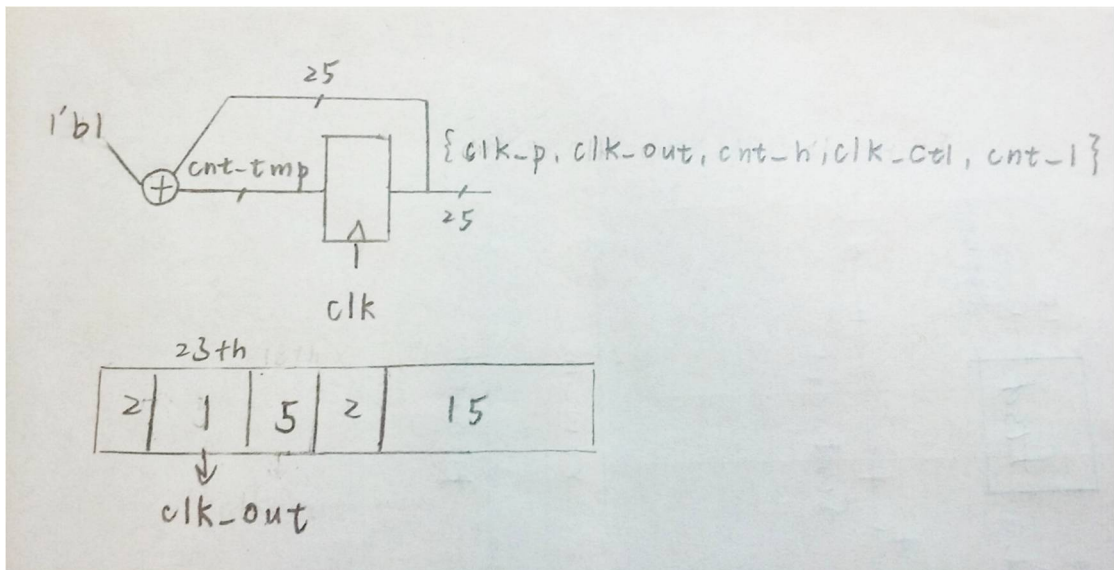 25
1'b1
{clk_p, clk_out, cnt_h, clk_ctl, cnt_l}
cnt_tmp
+
25
clk
23th
2 1 5 2 15
clk_out